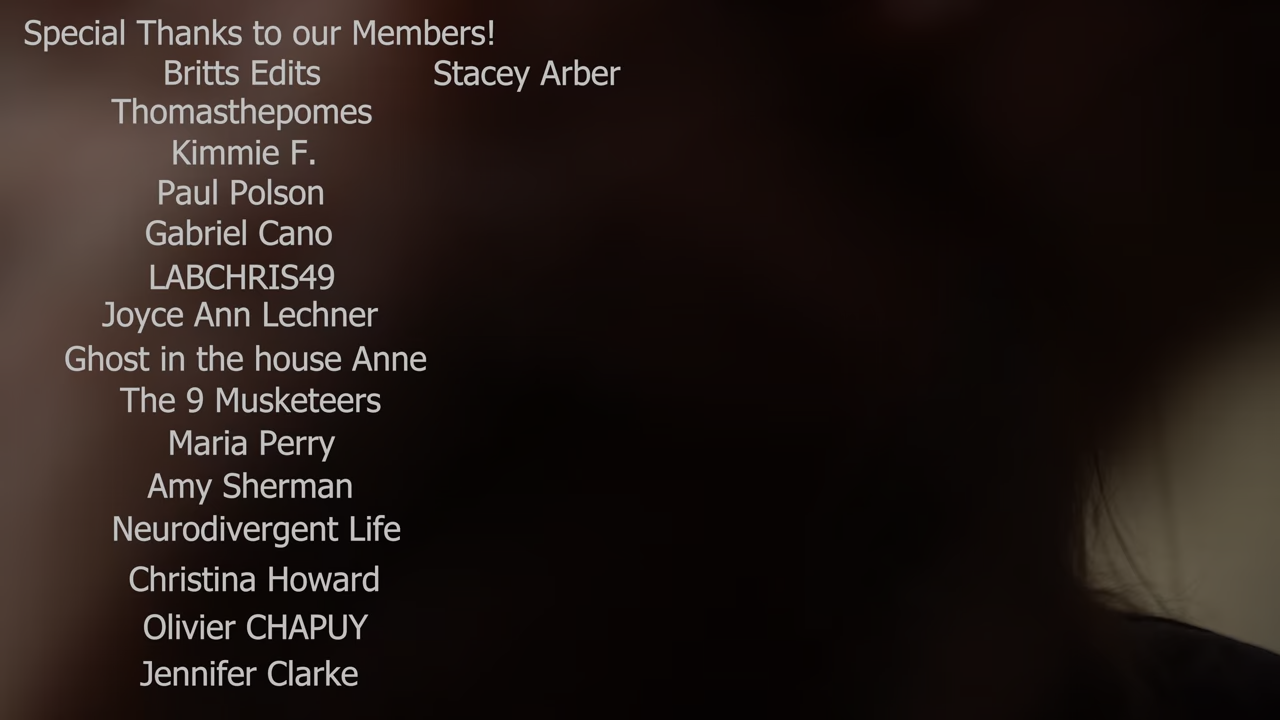 Special Thanks to our Members!
Britts Edits Stacey Arber
Thomasthepomes
Kimmie F.
Paul Polson
Gabriel Cano
LABCHRIS49
Joyce Ann Lechner
Ghost in the house Anne
The 9 Musketeers
Maria Perry
Amy Sherman
Neurodivergent Life
Christina Howard
Olivier CHAPUY
Jennifer Clarke